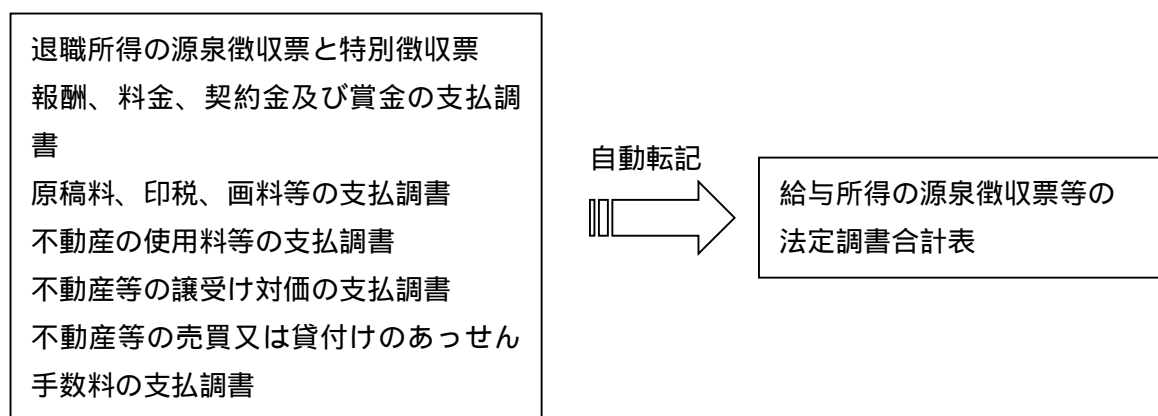 退職所得の源泉徴収票と特別徴収票
報酬、料金、契約金及び賞金の支払調
書
原稿料、印税、画料等の支払調書
不動産の使用料等の支払調書
不動産等の譲受け対価の支払調書
不動産等の売買又は貸付けのあっせん
手数料の支払調書
自動転記
給与所得の源泉徴収票等の
法定調書合計表